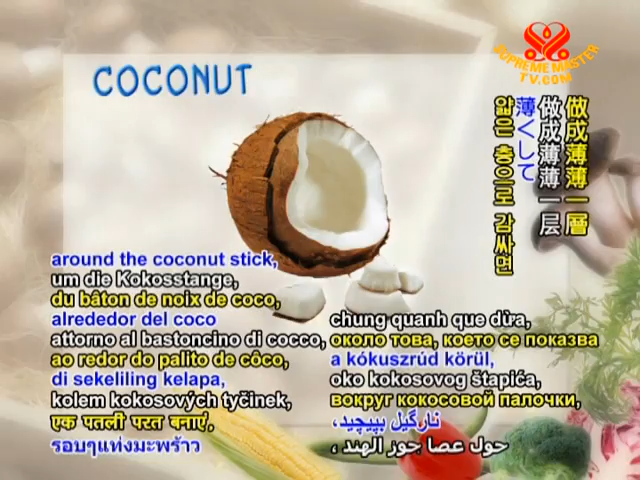 COCONUT
SUPREME MASTER
TV.COM
做成薄薄一層
做成薄薄一层
薄くして
얇은 층으로 감싸면
around the coconut stick,
um die Kokosstange,
du bâton de noix de coco,
alrededor del coco
attorno al bastoncino di cocco,
ao redor do palito de côco,
di sekeliling kelapa,
kolem kokosových tyčinek,
एक पतली परत बनाएं,
รอบๆแท่งมะพร้าว
chung quanh que dừa,
около това, което се показва
a kókuszrúd körül,
oko kokosovog štapića,
вокруг кокосовой палочки,
نارگیل بپیچید،
حول عصا جوز الهند ،